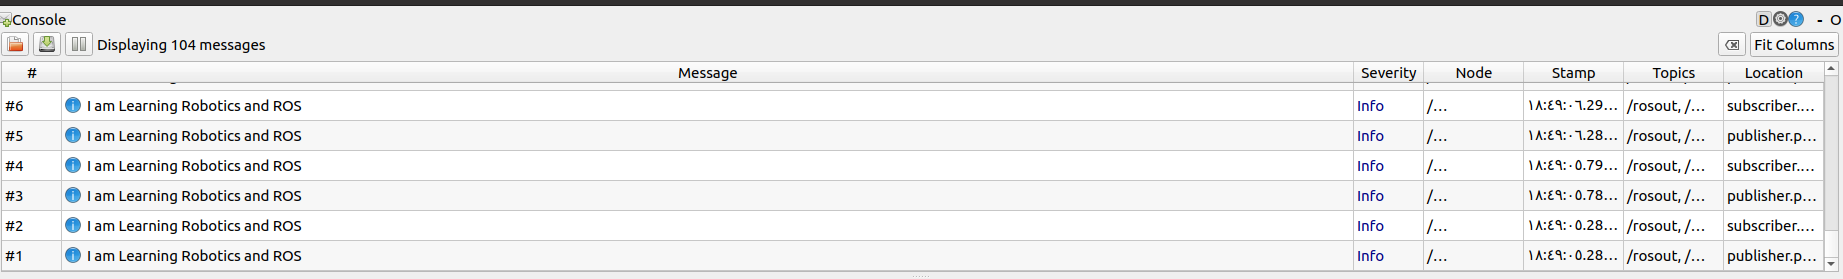 Console D ? - O
Displaying 104 messages Fit Columns
# Message Severity Node Stamp Topics Location
#6 I am Learning Robotics and ROS Info /... ١٨:٤٩:٠٦.29... /rosout, /... subscriber....
#5 I am Learning Robotics and ROS Info /... ١٨:٤٩:٠٦.28... /rosout, /... publisher.p...
#4 I am Learning Robotics and ROS Info /... ١٨:٤٩:٠٥.79... /rosout, /... subscriber....
#3 I am Learning Robotics and ROS Info /... ١٨:٤٩:٠٥.78... /rosout, /... publisher.p...
#2 I am Learning Robotics and ROS Info /... ١٨:٤٩:٠٥.28... /rosout, /... subscriber....
#1 I am Learning Robotics and ROS Info /... ١٨:٤٩:٠٥.28... /rosout, /... publisher.p...